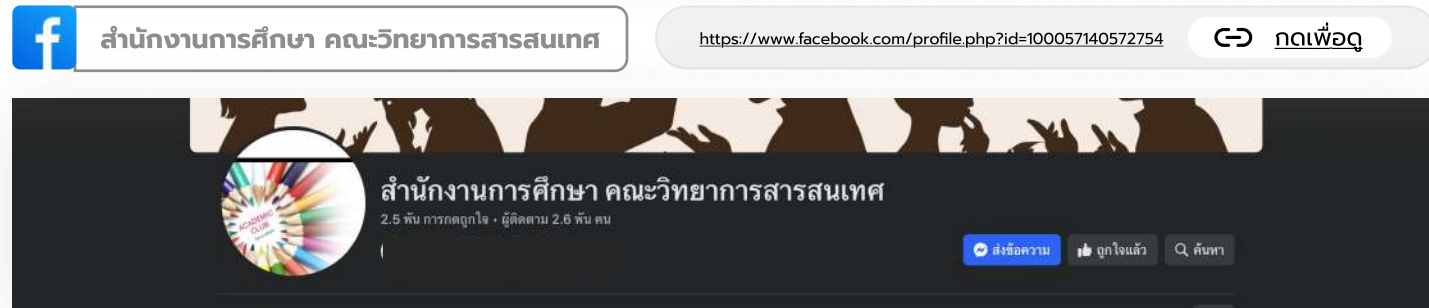 สำนักงานการศึกษา คณะวิทยาการสารสนเทศ
https://www.facebook.com/profile.php?id=100057140572754
กดเพื่อดู
ACADEMIC
CLUB
สำนักงานการศึกษา คณะวิทยาการสารสนเทศ
2.5 พัน การกดถูกใจ • ผู้ติดตาม 2.6 พัน คน
ส่งข้อความ
ถูกใจแล้ว
ค้นหา